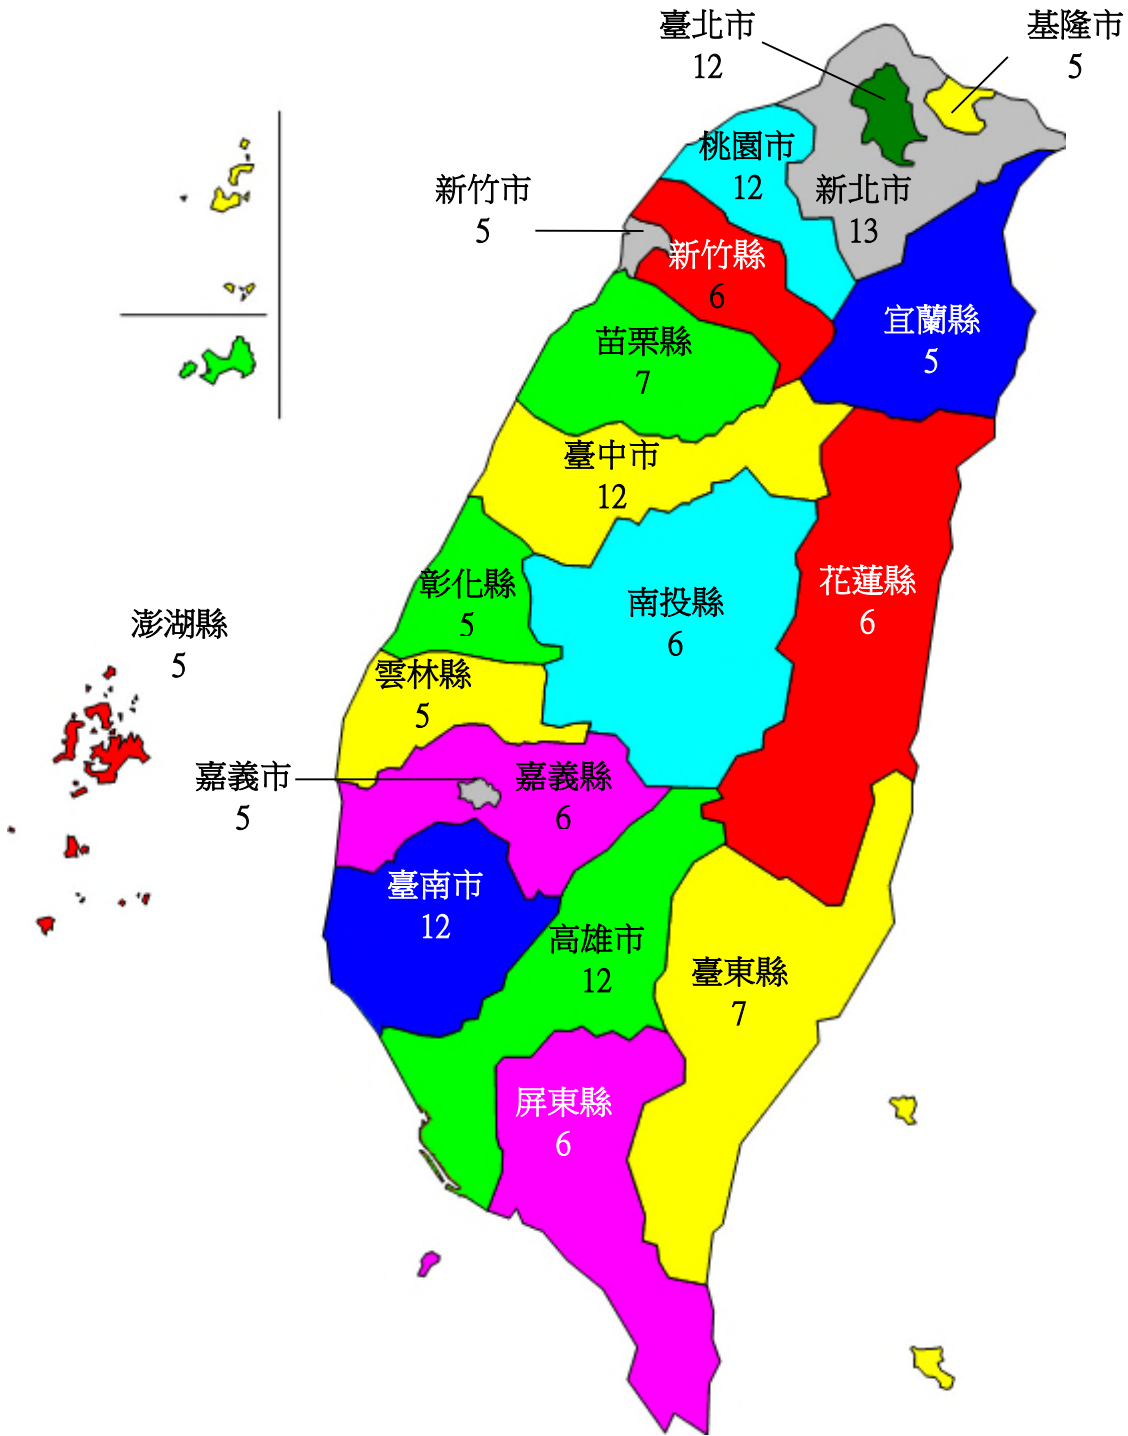 臺北市
12
基隆市
5
桃園市
12
新竹市
5
新北市
13
新竹縣
6
宜蘭縣
5
苗栗縣
7
臺中市
12
花蓮縣
6
彰化縣
5
南投縣
6
澎湖縣
5
雲林縣
5
嘉義市
5
嘉義縣
6
臺南市
12
高雄市
12
臺東縣
7
屏東縣
6